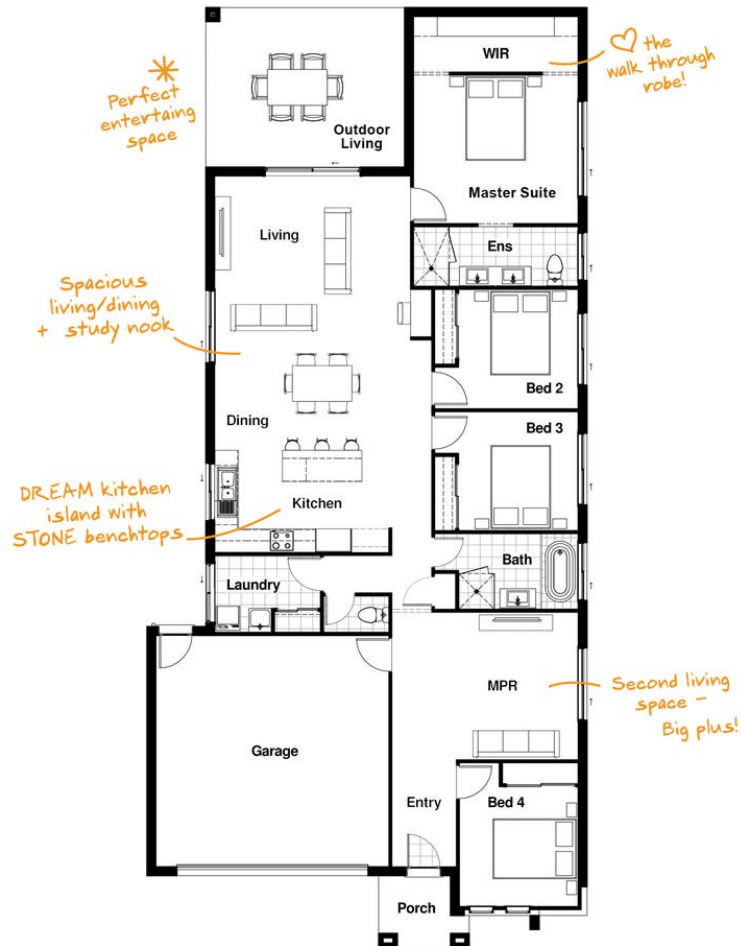 WIR
♡ the
walk through
robe!
* Perfect
entertaing
space
Outdoor
Living
Master Suite
Living
Ens
Spacious
living/dining
+ study nook
Bed 2
Dining
Bed 3
DREAM kitchen
island with
STONE benchtops
Kitchen
Laundry
Bath
MPR
Second living
space –
Big plus!
Garage
Entry
Bed 4
Porch